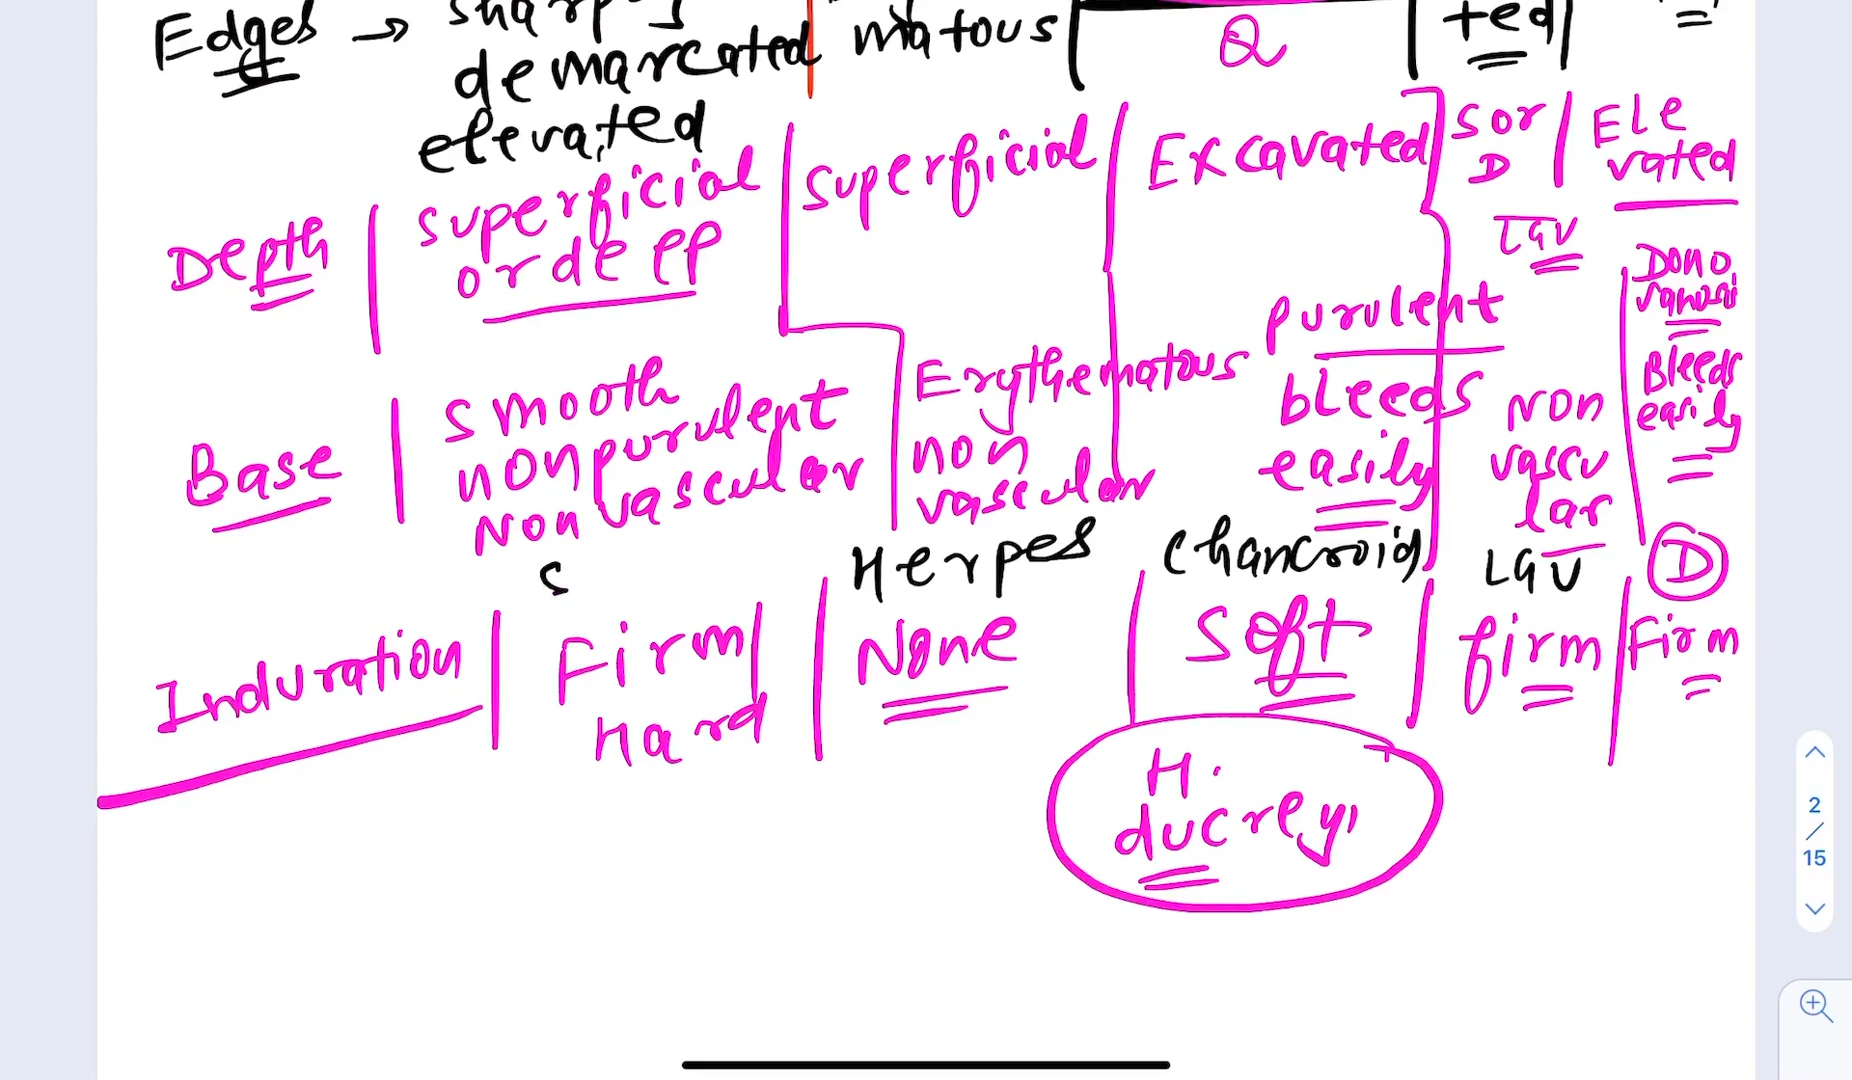 Edges → sharply
demarcated matous ted
elevated Q
Depth superficial or deep Superficial Excavated S or D Elevated
LGV Donovanosi
Base smooth nonpurulent Non vascular Erythematous non vascular purulent bleeds easily Non vascular Bleeds easily
S Herpes Chancroid LGV D
Induration Firm Hard None Soft firm Firm
H.
ducreyi
2
/
15